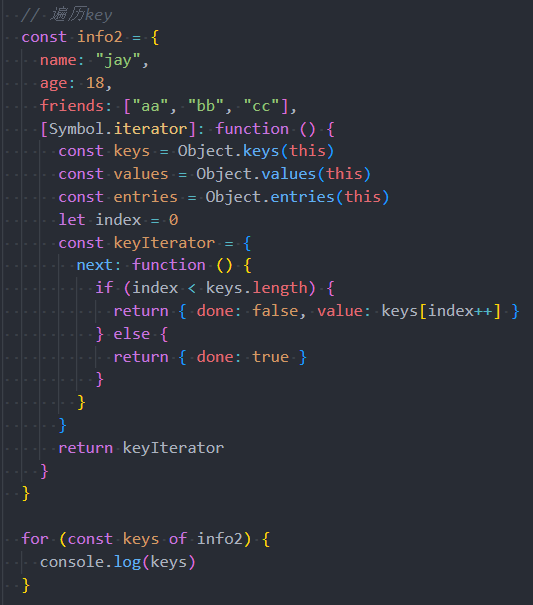 // 遍历key
const info2 = {
name: "jay",
age: 18,
friends: ["aa", "bb", "cc"],
[Symbol.iterator]: function () {
const keys = Object.keys(this)
const values = Object.values(this)
const entries = Object.entries(this)
let index = 0
const keyIterator = {
next: function () {
if (index < keys.length) {
return { done: false, value: keys[index++] }
} else {
return { done: true }
}
}
}
return keyIterator
}
}
for (const keys of info2) {
console.log(keys)
}